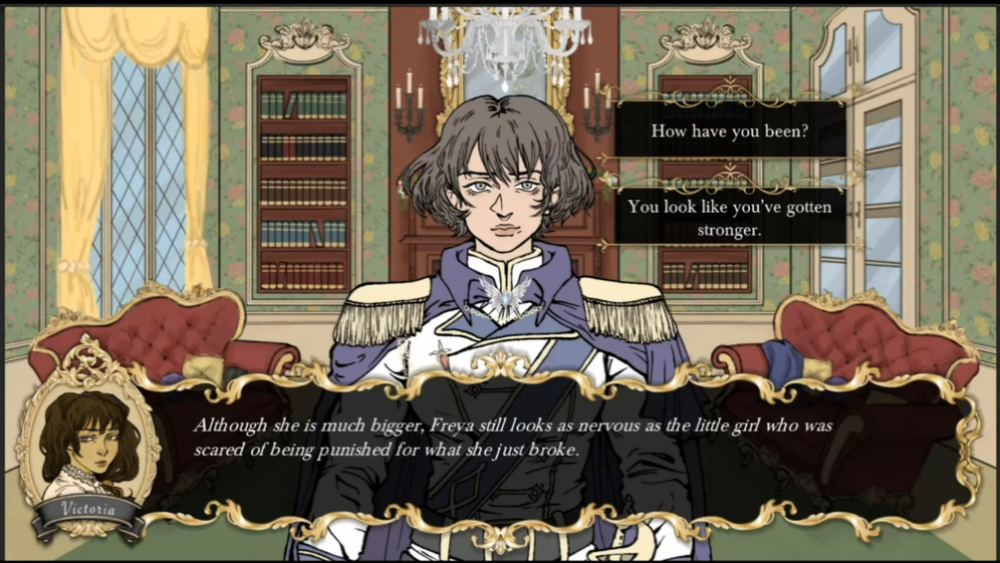 How have you been?
You look like you've gotten
stronger.
Although she is much bigger, Freya still looks as nervous as the little girl who was
scared of being punished for what she just broke.
Victoria